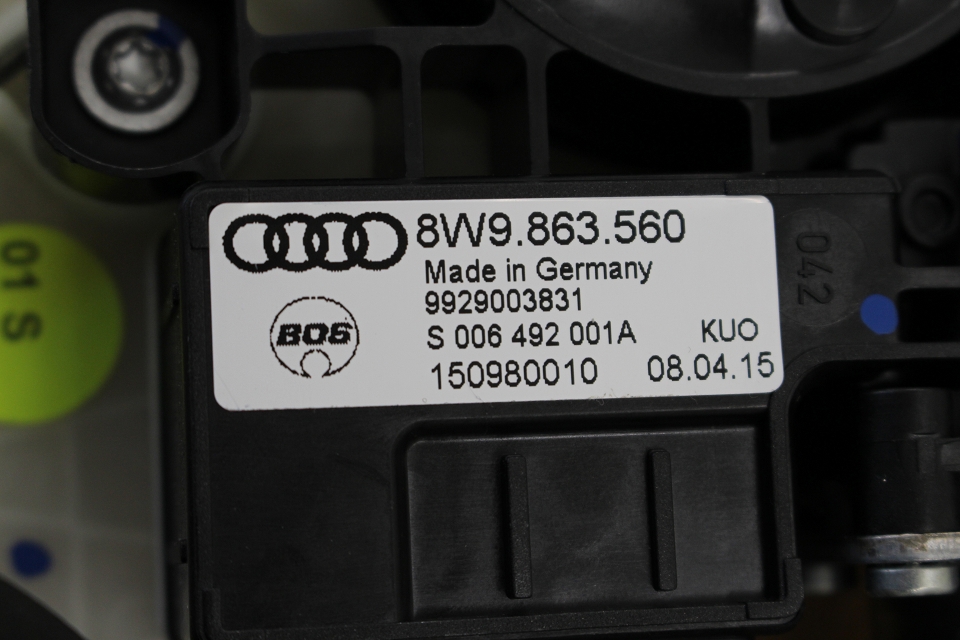 8W9.863.560
Made in Germany
9929003831
BOS
S 006 492 001A KUO
150980010 08.04.15
042
01 S